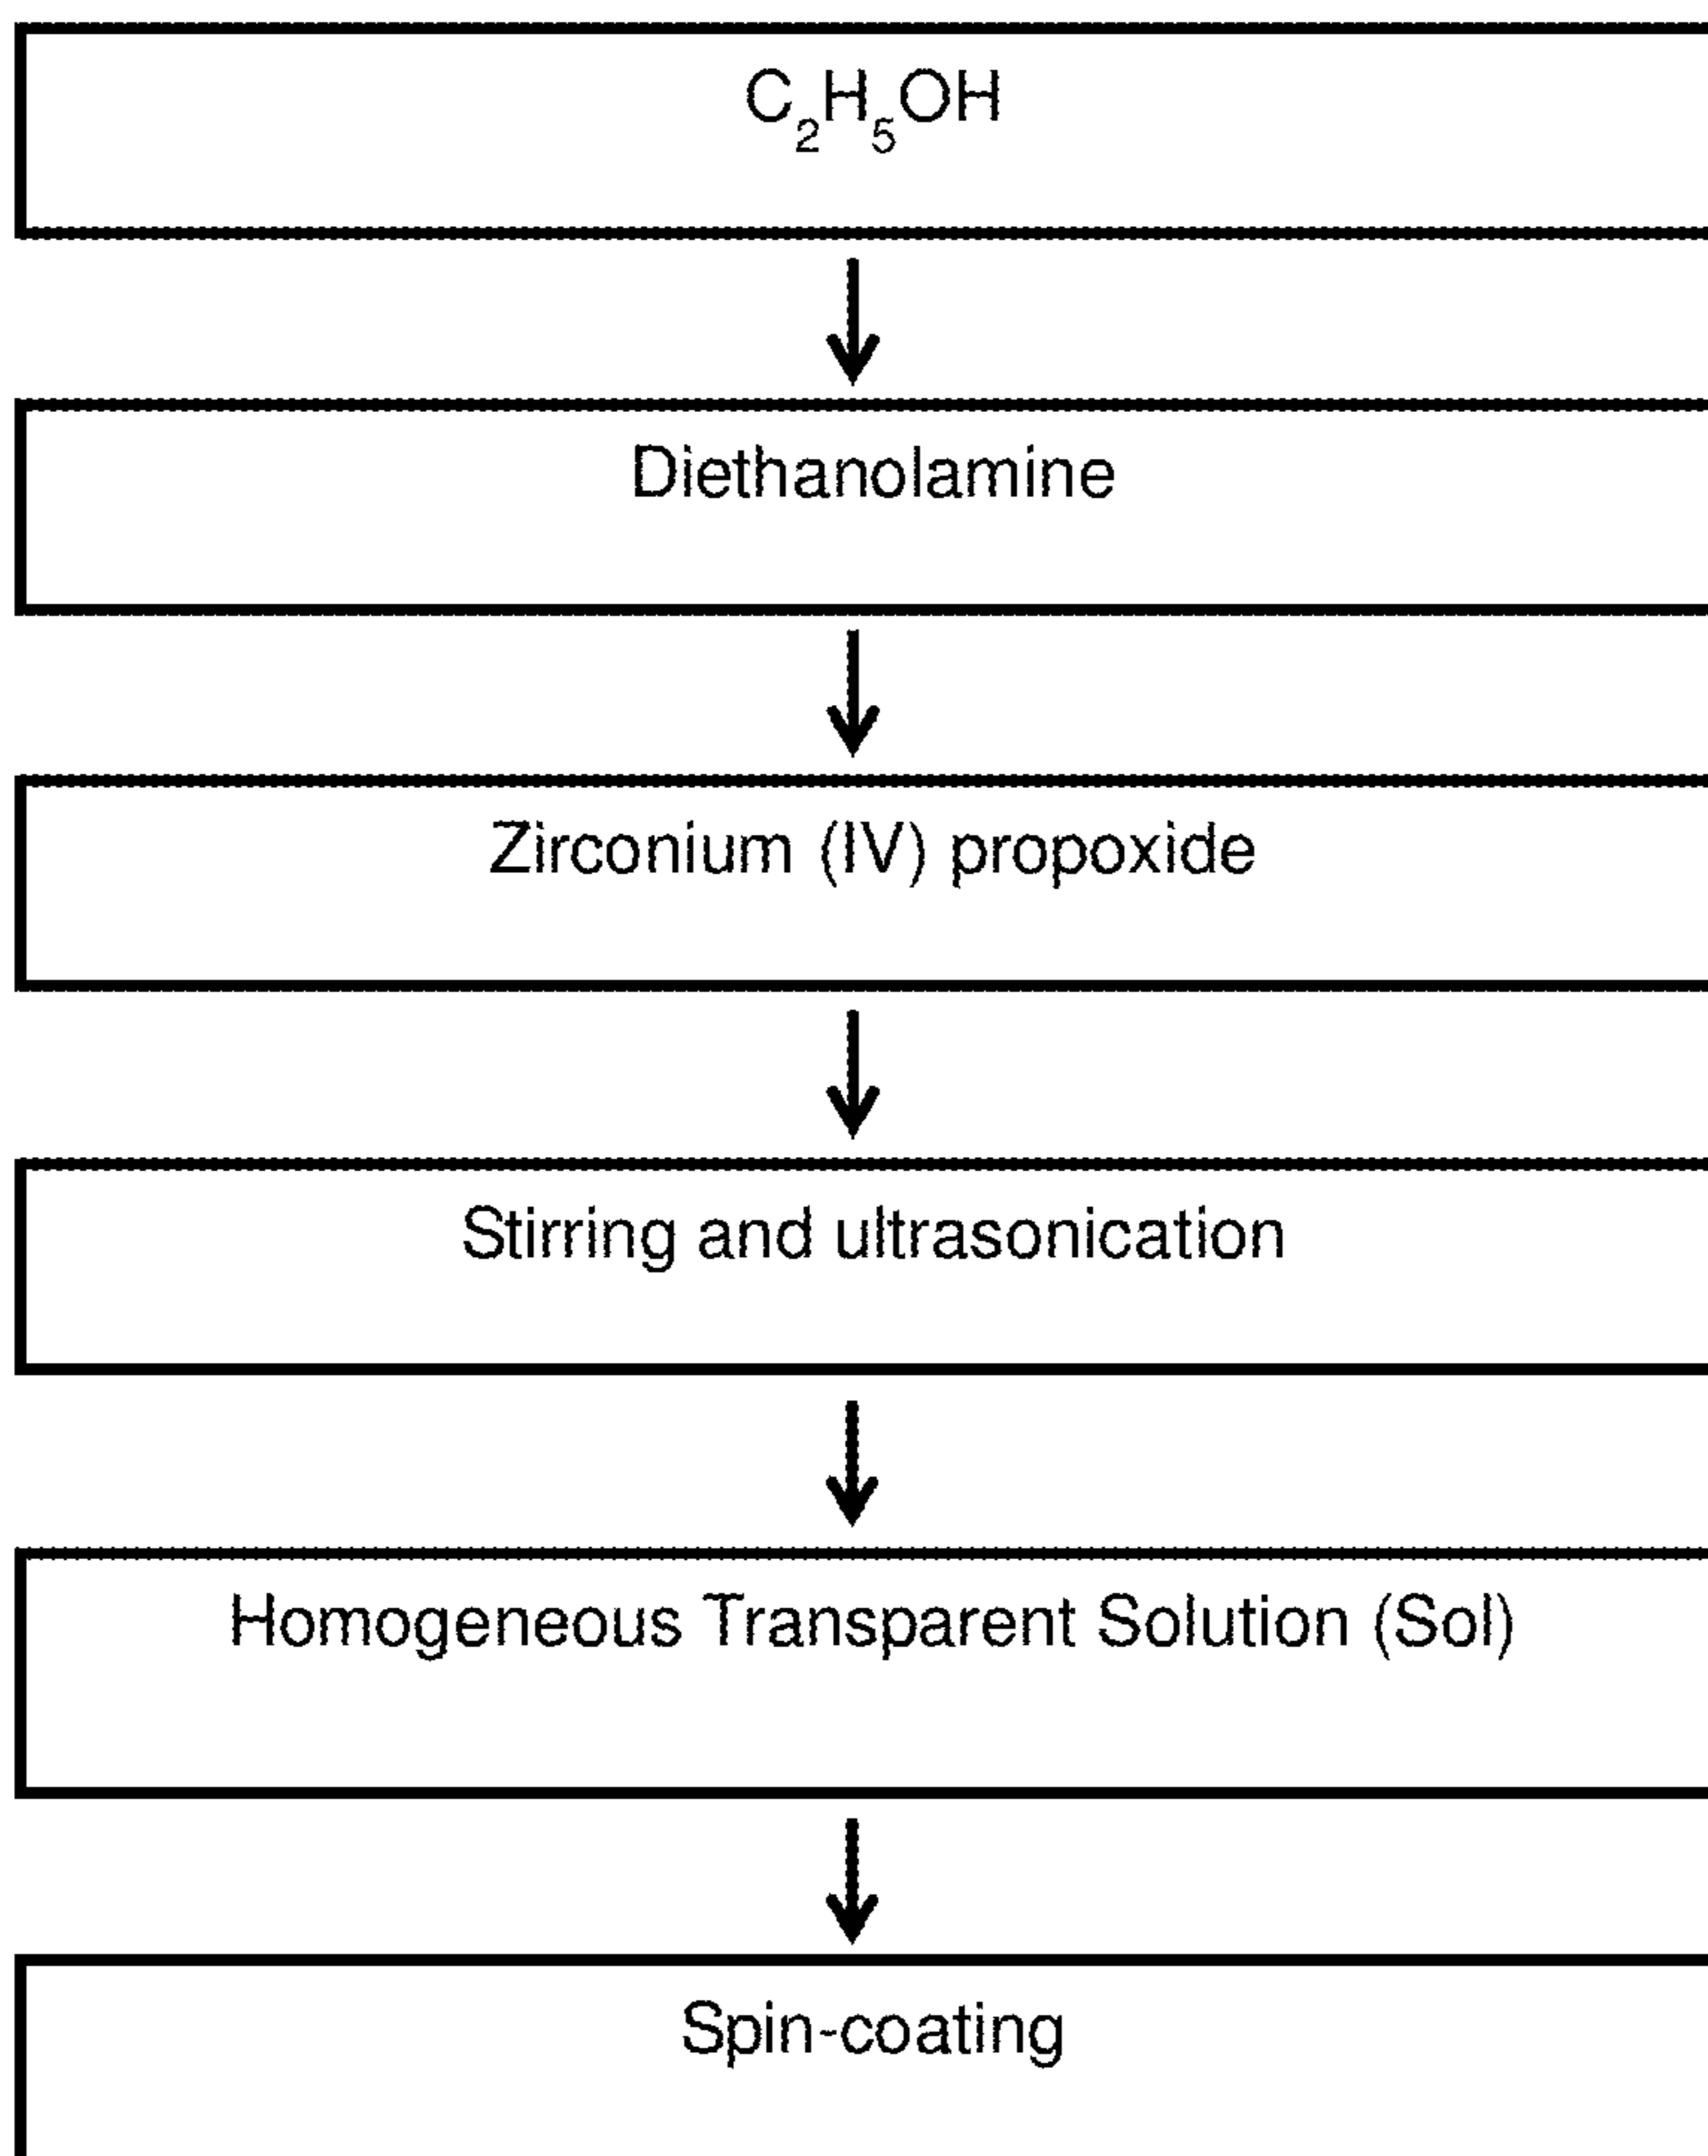 C₂H₅OH
Diethanolamine
Zirconium (IV) propoxide
Stirring and ultrasonication
Homogeneous Transparent Solution (Sol)
Spin-coating